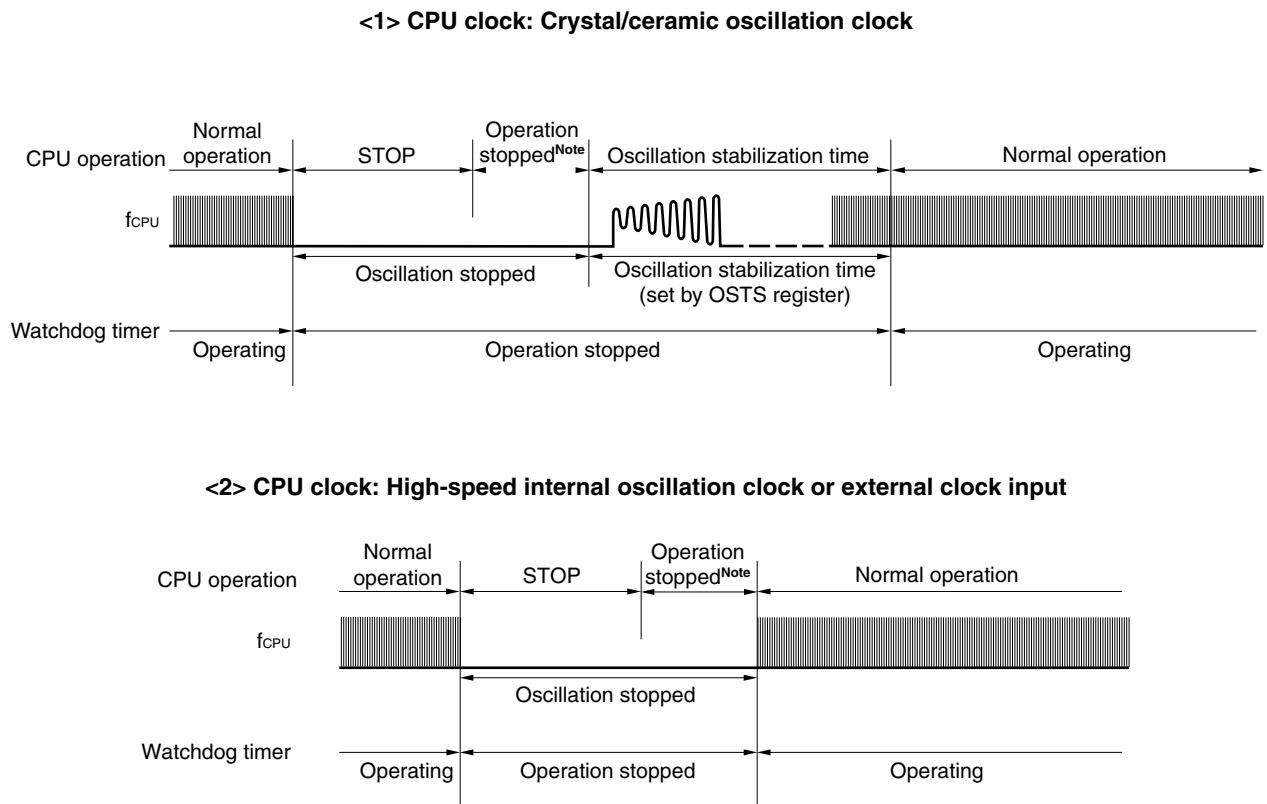 <1> CPU clock: Crystal/ceramic oscillation clock
Normal
operation
Operation
stoppedNote
CPU operation
STOP
Oscillation stabilization time
Normal operation
fCPU
Oscillation stopped
Oscillation stabilization time
(set by OSTS register)
Watchdog timer
Operating
Operation stopped
Operating
<2> CPU clock: High-speed internal oscillation clock or external clock input
Normal
operation
Operation
stoppedNote
CPU operation
STOP
Normal operation
fCPU
Oscillation stopped
Watchdog timer
Operating
Operation stopped
Operating